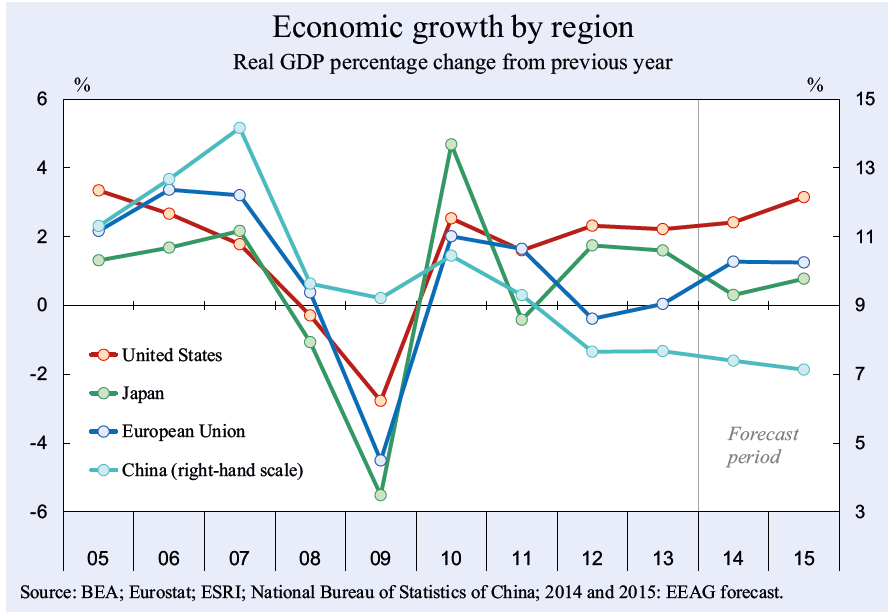 Economic growth by region
Real GDP percentage change from previous year
% %
6 15
4 13
2 11
0 9
-2 7
-4 5
-6 3
United States
Japan
European Union
China (right-hand scale)
Forecast
period
05 06 07 08 09 10 11 12 13 14 15
Source: BEA; Eurostat; ESRI; National Bureau of Statistics of China; 2014 and 2015: EEAG forecast.